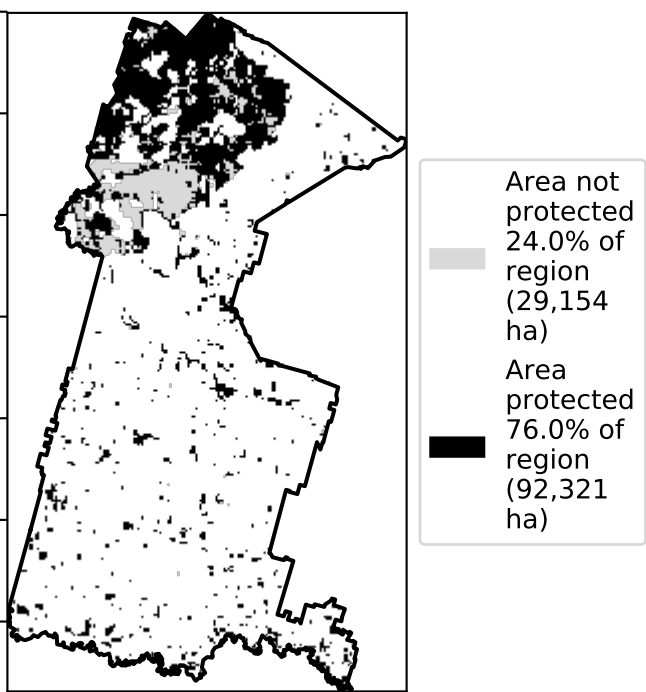 Area not
protected
24.0% of
region
(29,154
ha)
Area
protected
76.0% of
region
(92,321
ha)